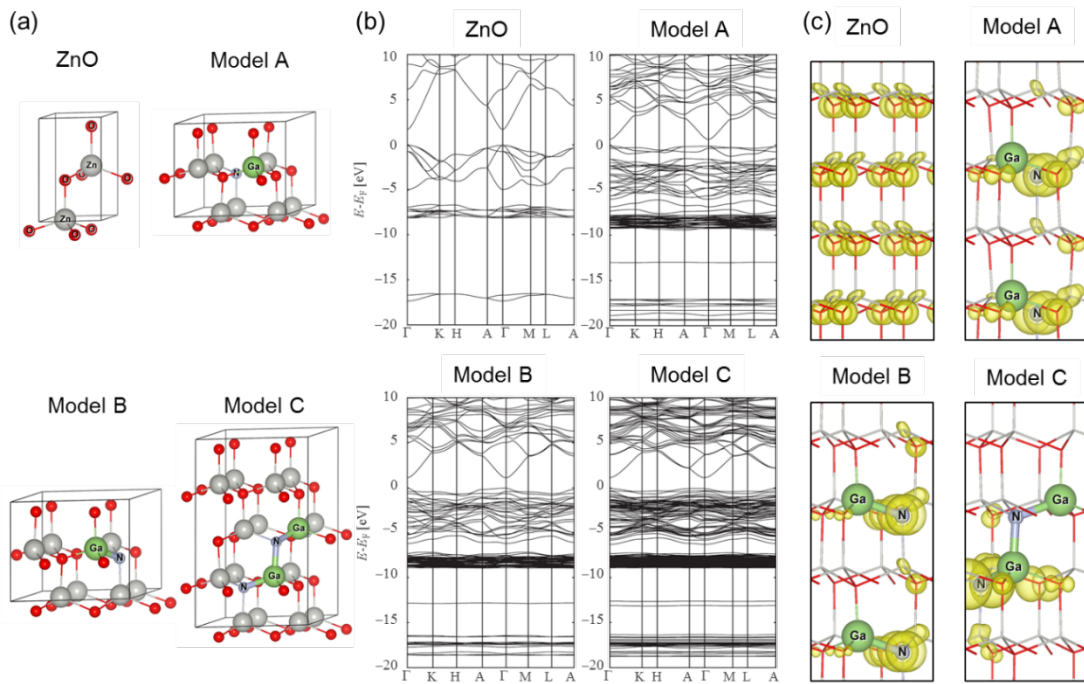 (a)
ZnO
Model A
O
Zn
O
O
O
Zn
O
O
O
Ga
N
Model B
Model C
Ga
N
Ga
N
Ga
N
(b)
ZnO
Model A
10
5
0
−5
−10
−15
−20
E-E_F [eV]
Γ K H A Γ M L A
Γ K H A Γ M L A
Model B
Model C
10
5
0
−5
−10
−15
−20
E-E_F [eV]
Γ K H A Γ M L A
Γ K H A Γ M L A
(c)
ZnO
Model A
Ga
N
Ga
N
Model B
Model C
Ga
N
Ga
N
Ga
N
Ga
N